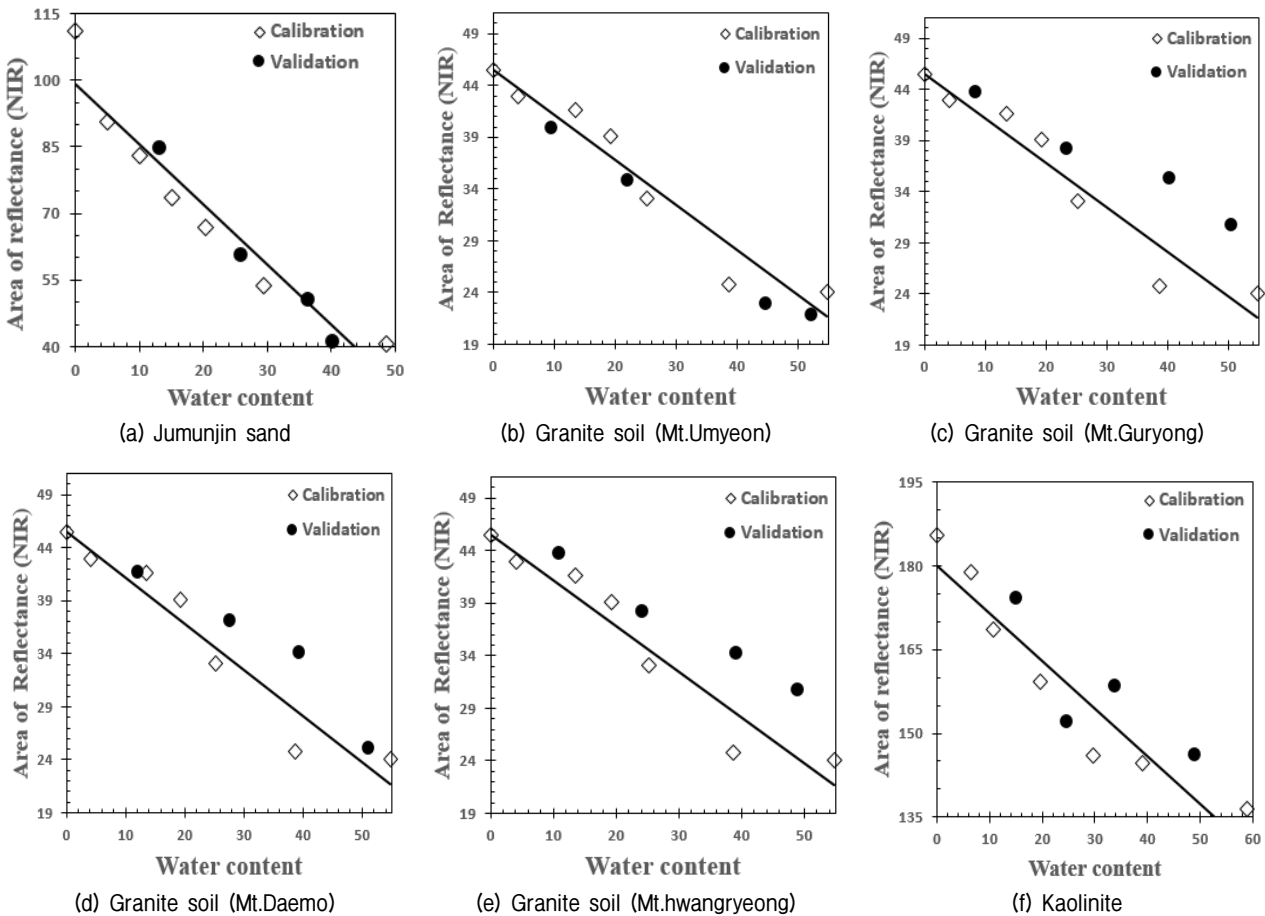 115
100
85
70
55
40
0 10 20 30 40 50
Area of reflectance (NIR)
Water content
Calibration
Validation
(a) Jumunjin sand
49
44
39
34
29
24
19
0 10 20 30 40 50
Area of Reflectance (NIR)
Water content
Calibration
Validation
(b) Granite soil (Mt.Umyeon)
49
44
39
34
29
24
19
0 10 20 30 40 50
Area of Reflectance (NIR)
Water content
Calibration
Validation
(c) Granite soil (Mt.Guryong)
49
44
39
34
29
24
19
0 10 20 30 40 50
Area of Reflectance (NIR)
Water content
Calibration
Validation
(d) Granite soil (Mt.Daemo)
49
44
39
34
29
24
19
0 10 20 30 40 50
Area of Reflectance (NIR)
Water content
Calibration
Validation
(e) Granite soil (Mt.hwangryeong)
195
180
165
150
135
0 10 20 30 40 50 60
Area of reflectance (NIR)
Water content
Calibration
Validation
(f) Kaolinite